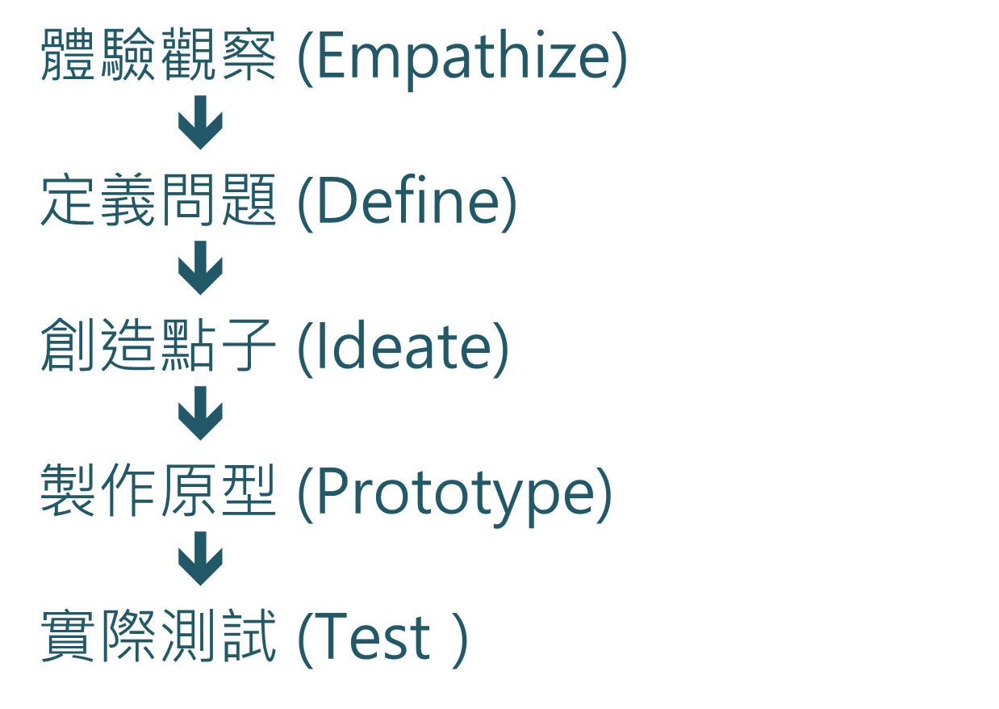 體驗觀察 (Empathize)
定義問題 (Define)
創造點子 (Ideate)
製作原型 (Prototype)
實際測試 (Test )